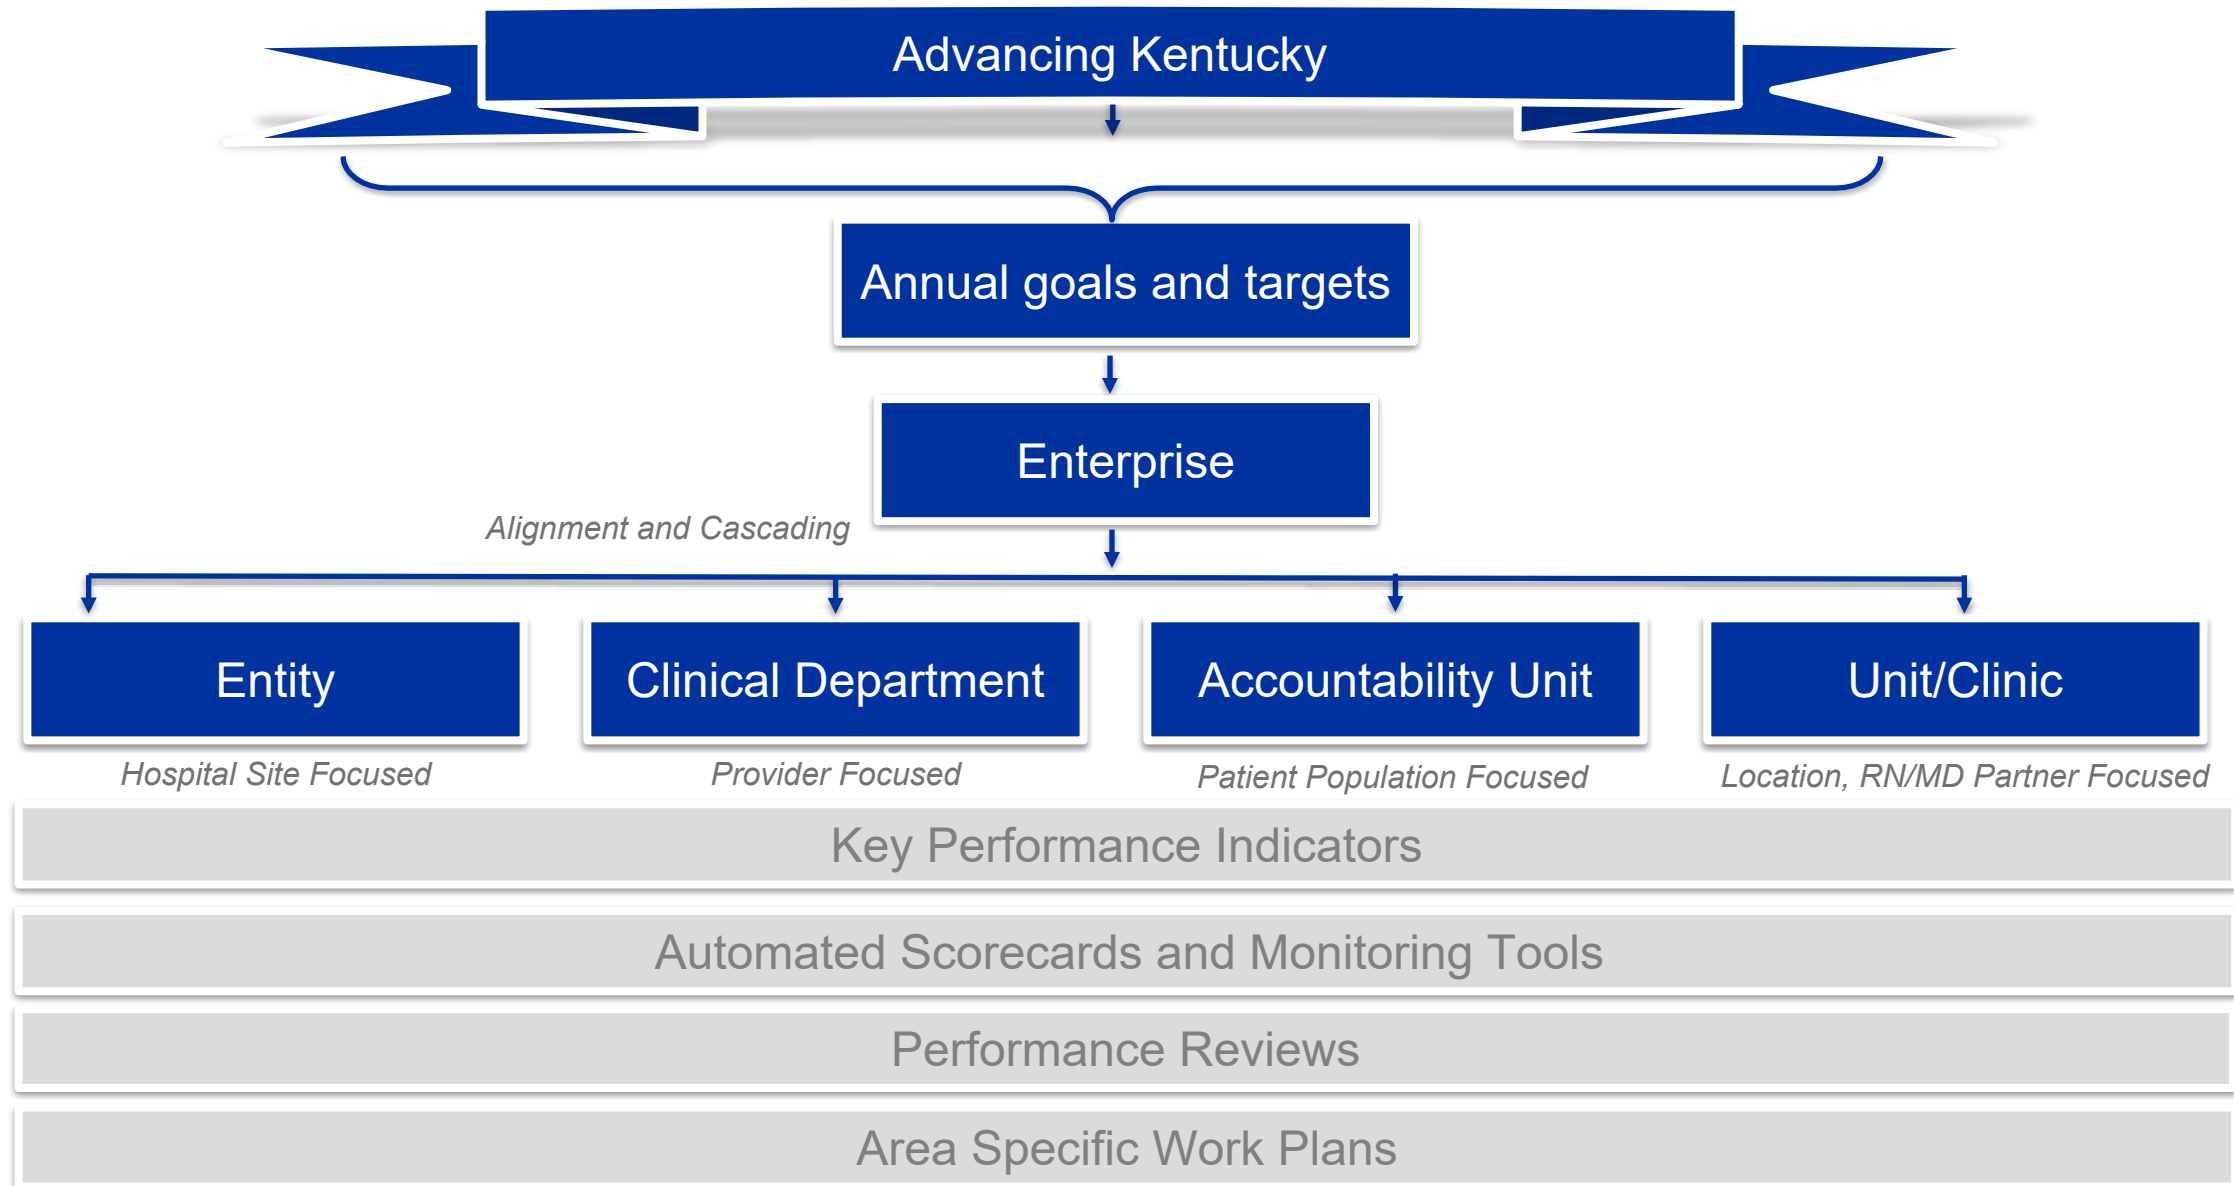 Advancing Kentucky
Annual goals and targets
Enterprise
Alignment and Cascading
Entity
Clinical Department
Accountability Unit
Unit/Clinic
Hospital Site Focused
Provider Focused
Patient Population Focused
Location, RN/MD Partner Focused
Key Performance Indicators
Automated Scorecards and Monitoring Tools
Performance Reviews
Area Specific Work Plans